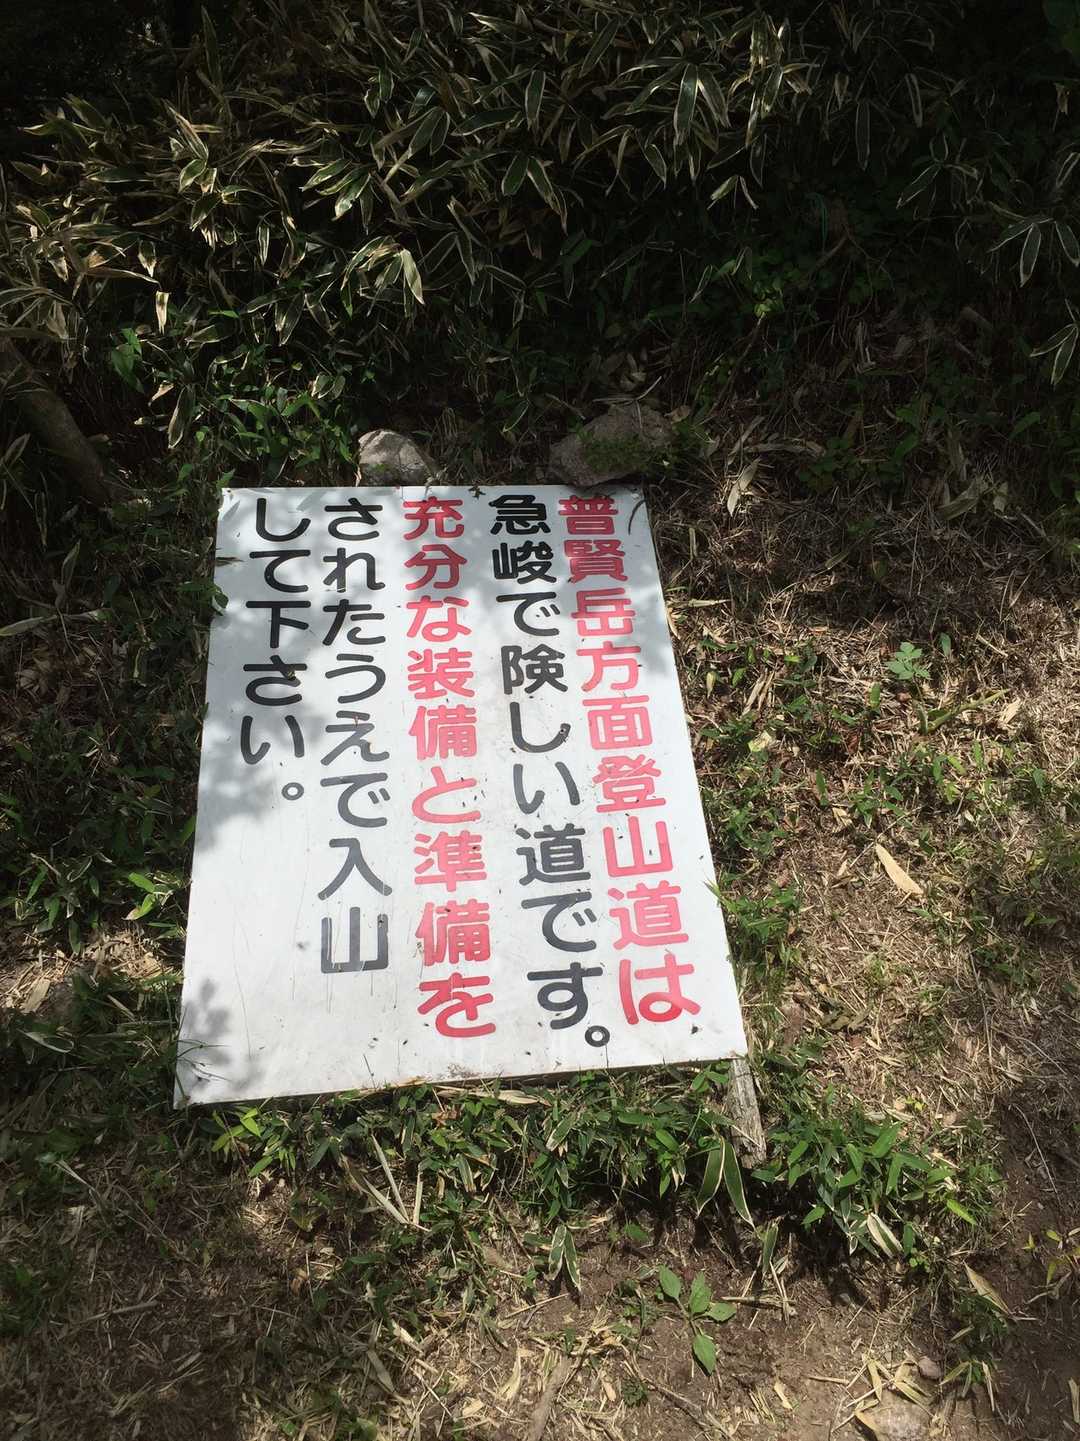 普賢岳方面登山道は
急峻で険しい道です。
充分な装備と準備を
されたうえで入山
して下さい。